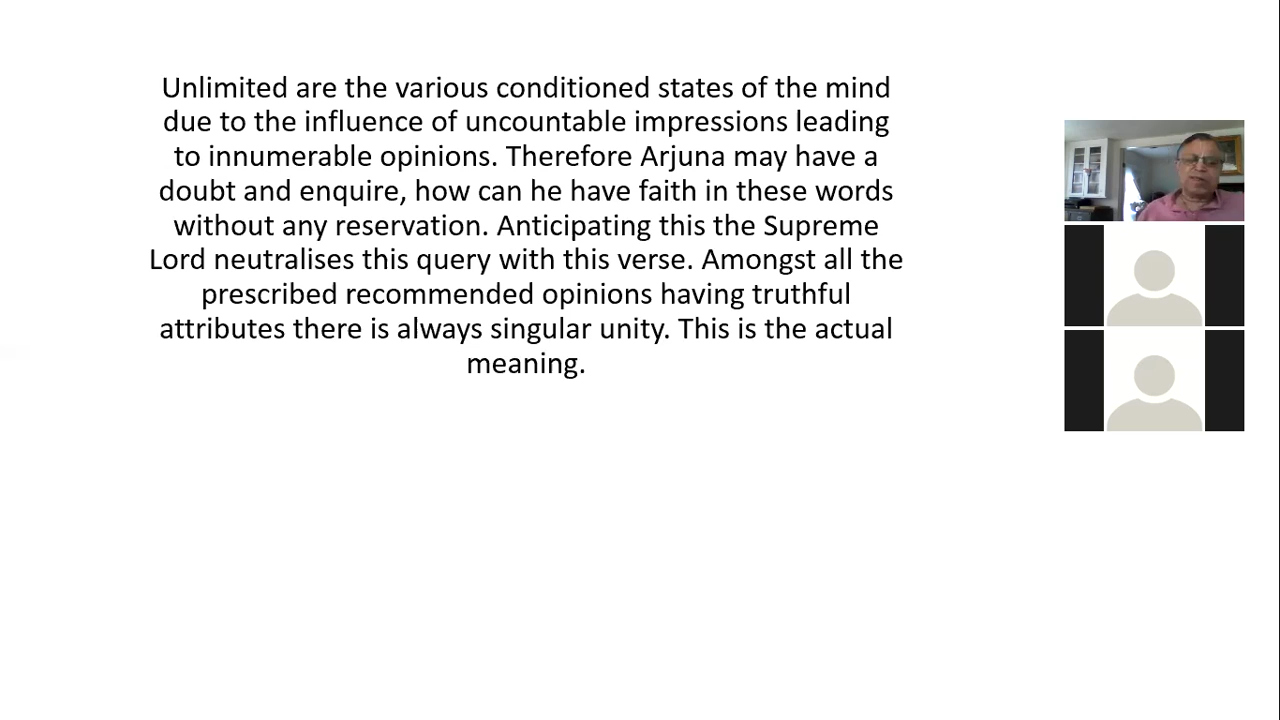 Unlimited are the various conditioned states of the mind
due to the influence of uncountable impressions leading
to innumerable opinions. Therefore Arjuna may have a
doubt and enquire, how can he have faith in these words
without any reservation. Anticipating this the Supreme
Lord neutralises this query with this verse. Amongst all the
prescribed recommended opinions having truthful
attributes there is always singular unity. This is the actual
meaning.